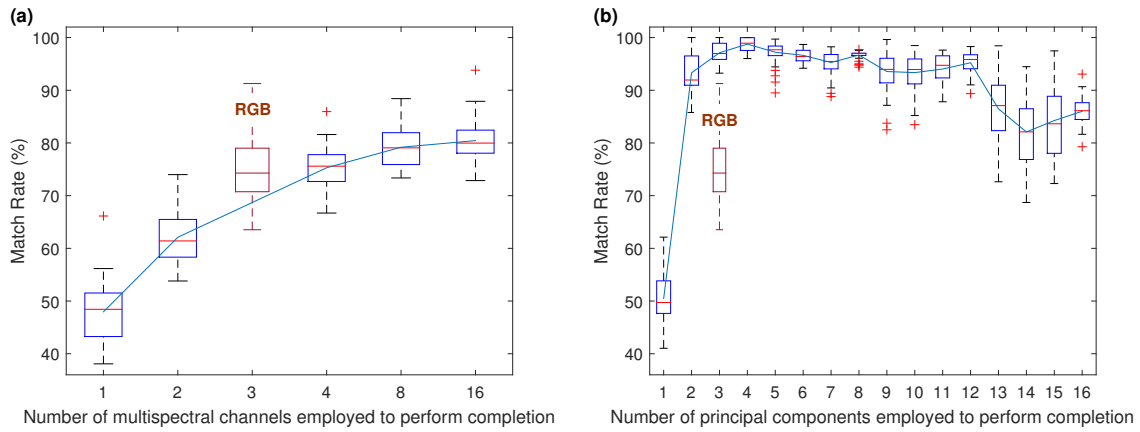 (a)
Match Rate (%)
100
90
80
70
60
50
40
RGB
1 2 3 4 8 16
Number of multispectral channels employed to perform completion
(b)
Match Rate (%)
100
90
80
70
60
50
40
RGB
1 2 3 4 5 6 7 8 9 10 11 12 13 14 15 16
Number of principal components employed to perform completion